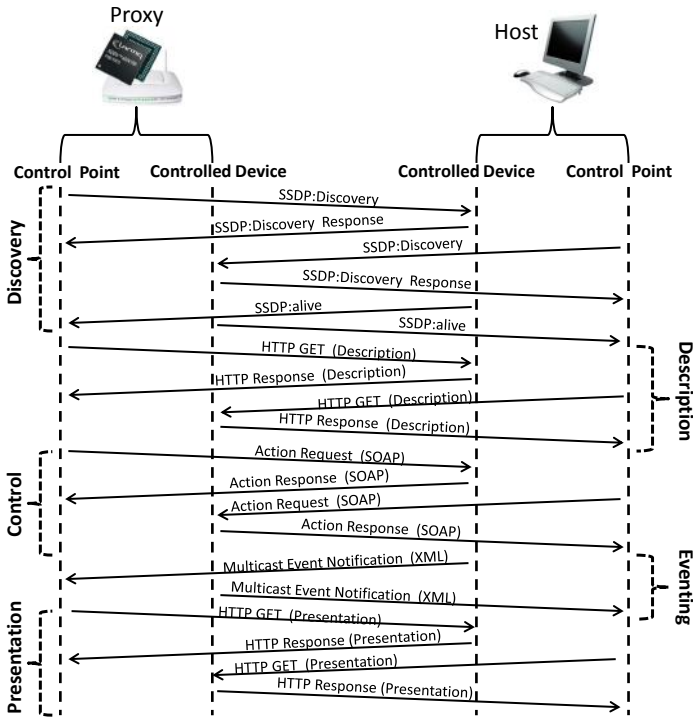 Proxy
Host
LANTIQ
Control Point
Controlled Device
Controlled Device
Control Point
Discovery
SSDP:Discovery
SSDP:Discovery Response
SSDP:Discovery
SSDP:Discovery Response
SSDP:alive
SSDP:alive
Description
HTTP GET (Description)
HTTP Response (Description)
HTTP GET (Description)
HTTP Response (Description)
Control
Action Request (SOAP)
Action Response (SOAP)
Action Request (SOAP)
Action Response (SOAP)
Eventing
Multicast Event Notification (XML)
Multicast Event Notification (XML)
Presentation
HTTP GET (Presentation)
HTTP Response (Presentation)
HTTP GET (Presentation)
HTTP Response (Presentation)